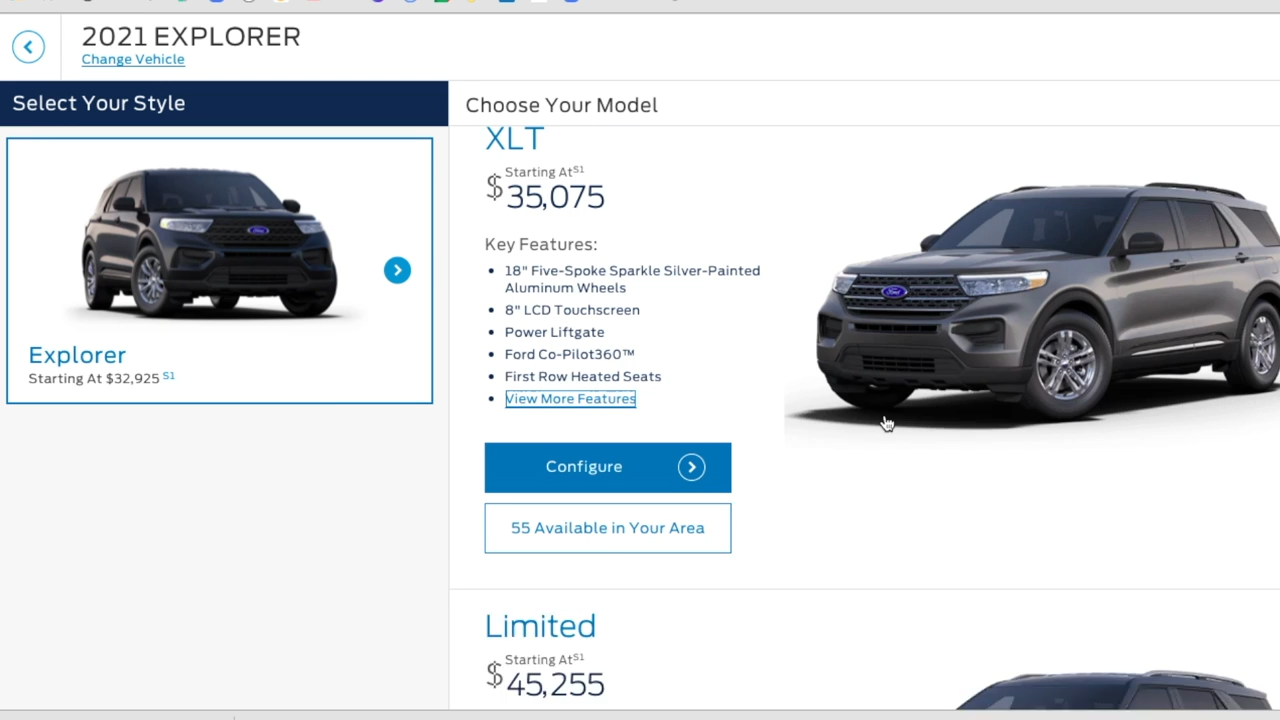 2021 EXPLORER
Change Vehicle
Select Your Style
Explorer
Starting At $32,925 S1
Choose Your Model
XLT
Starting At S1
$35,075
Key Features:
• 18" Five-Spoke Sparkle Silver-Painted
Aluminum Wheels
• 8" LCD Touchscreen
• Power Liftgate
• Ford Co-Pilot360™
• First Row Heated Seats
• View More Features
Configure
55 Available in Your Area
Limited
Starting At S1
$45,255
Ford
Ford